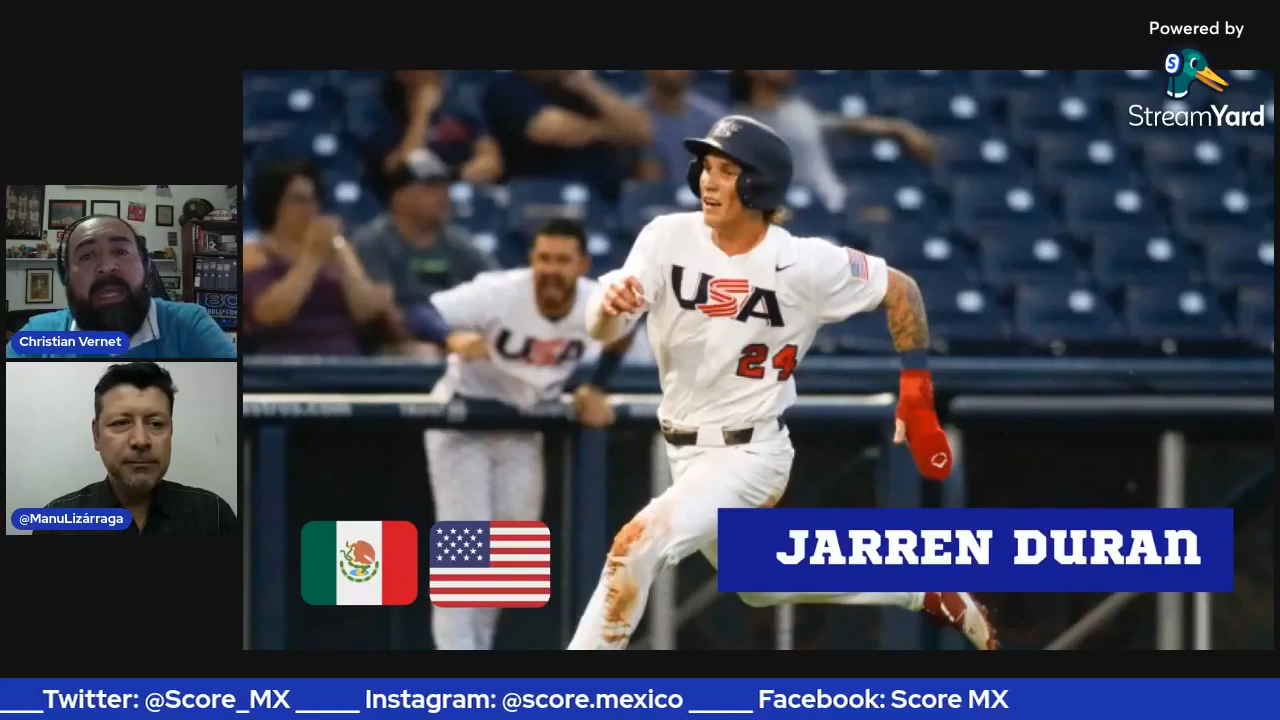 Powered by
StreamYard
Christian Vernet
@ManuLizárraga
USA
24
USA
JARREN DURAN
____Twitter: @Score_MX _____ Instagram: @score.mexico _____ Facebook: Score MX